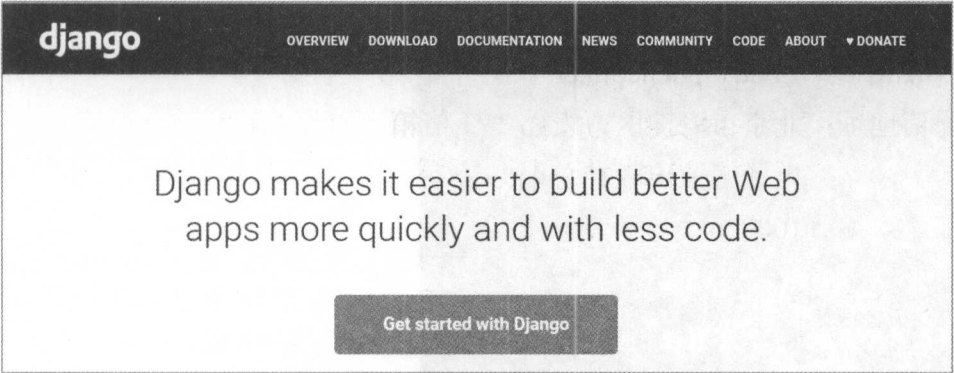 django
OVERVIEW DOWNLOAD DOCUMENTATION NEWS COMMUNITY CODE ABOUT ♥ DONATE
Django makes it easier to build better Web
apps more quickly and with less code.
Get started with Django